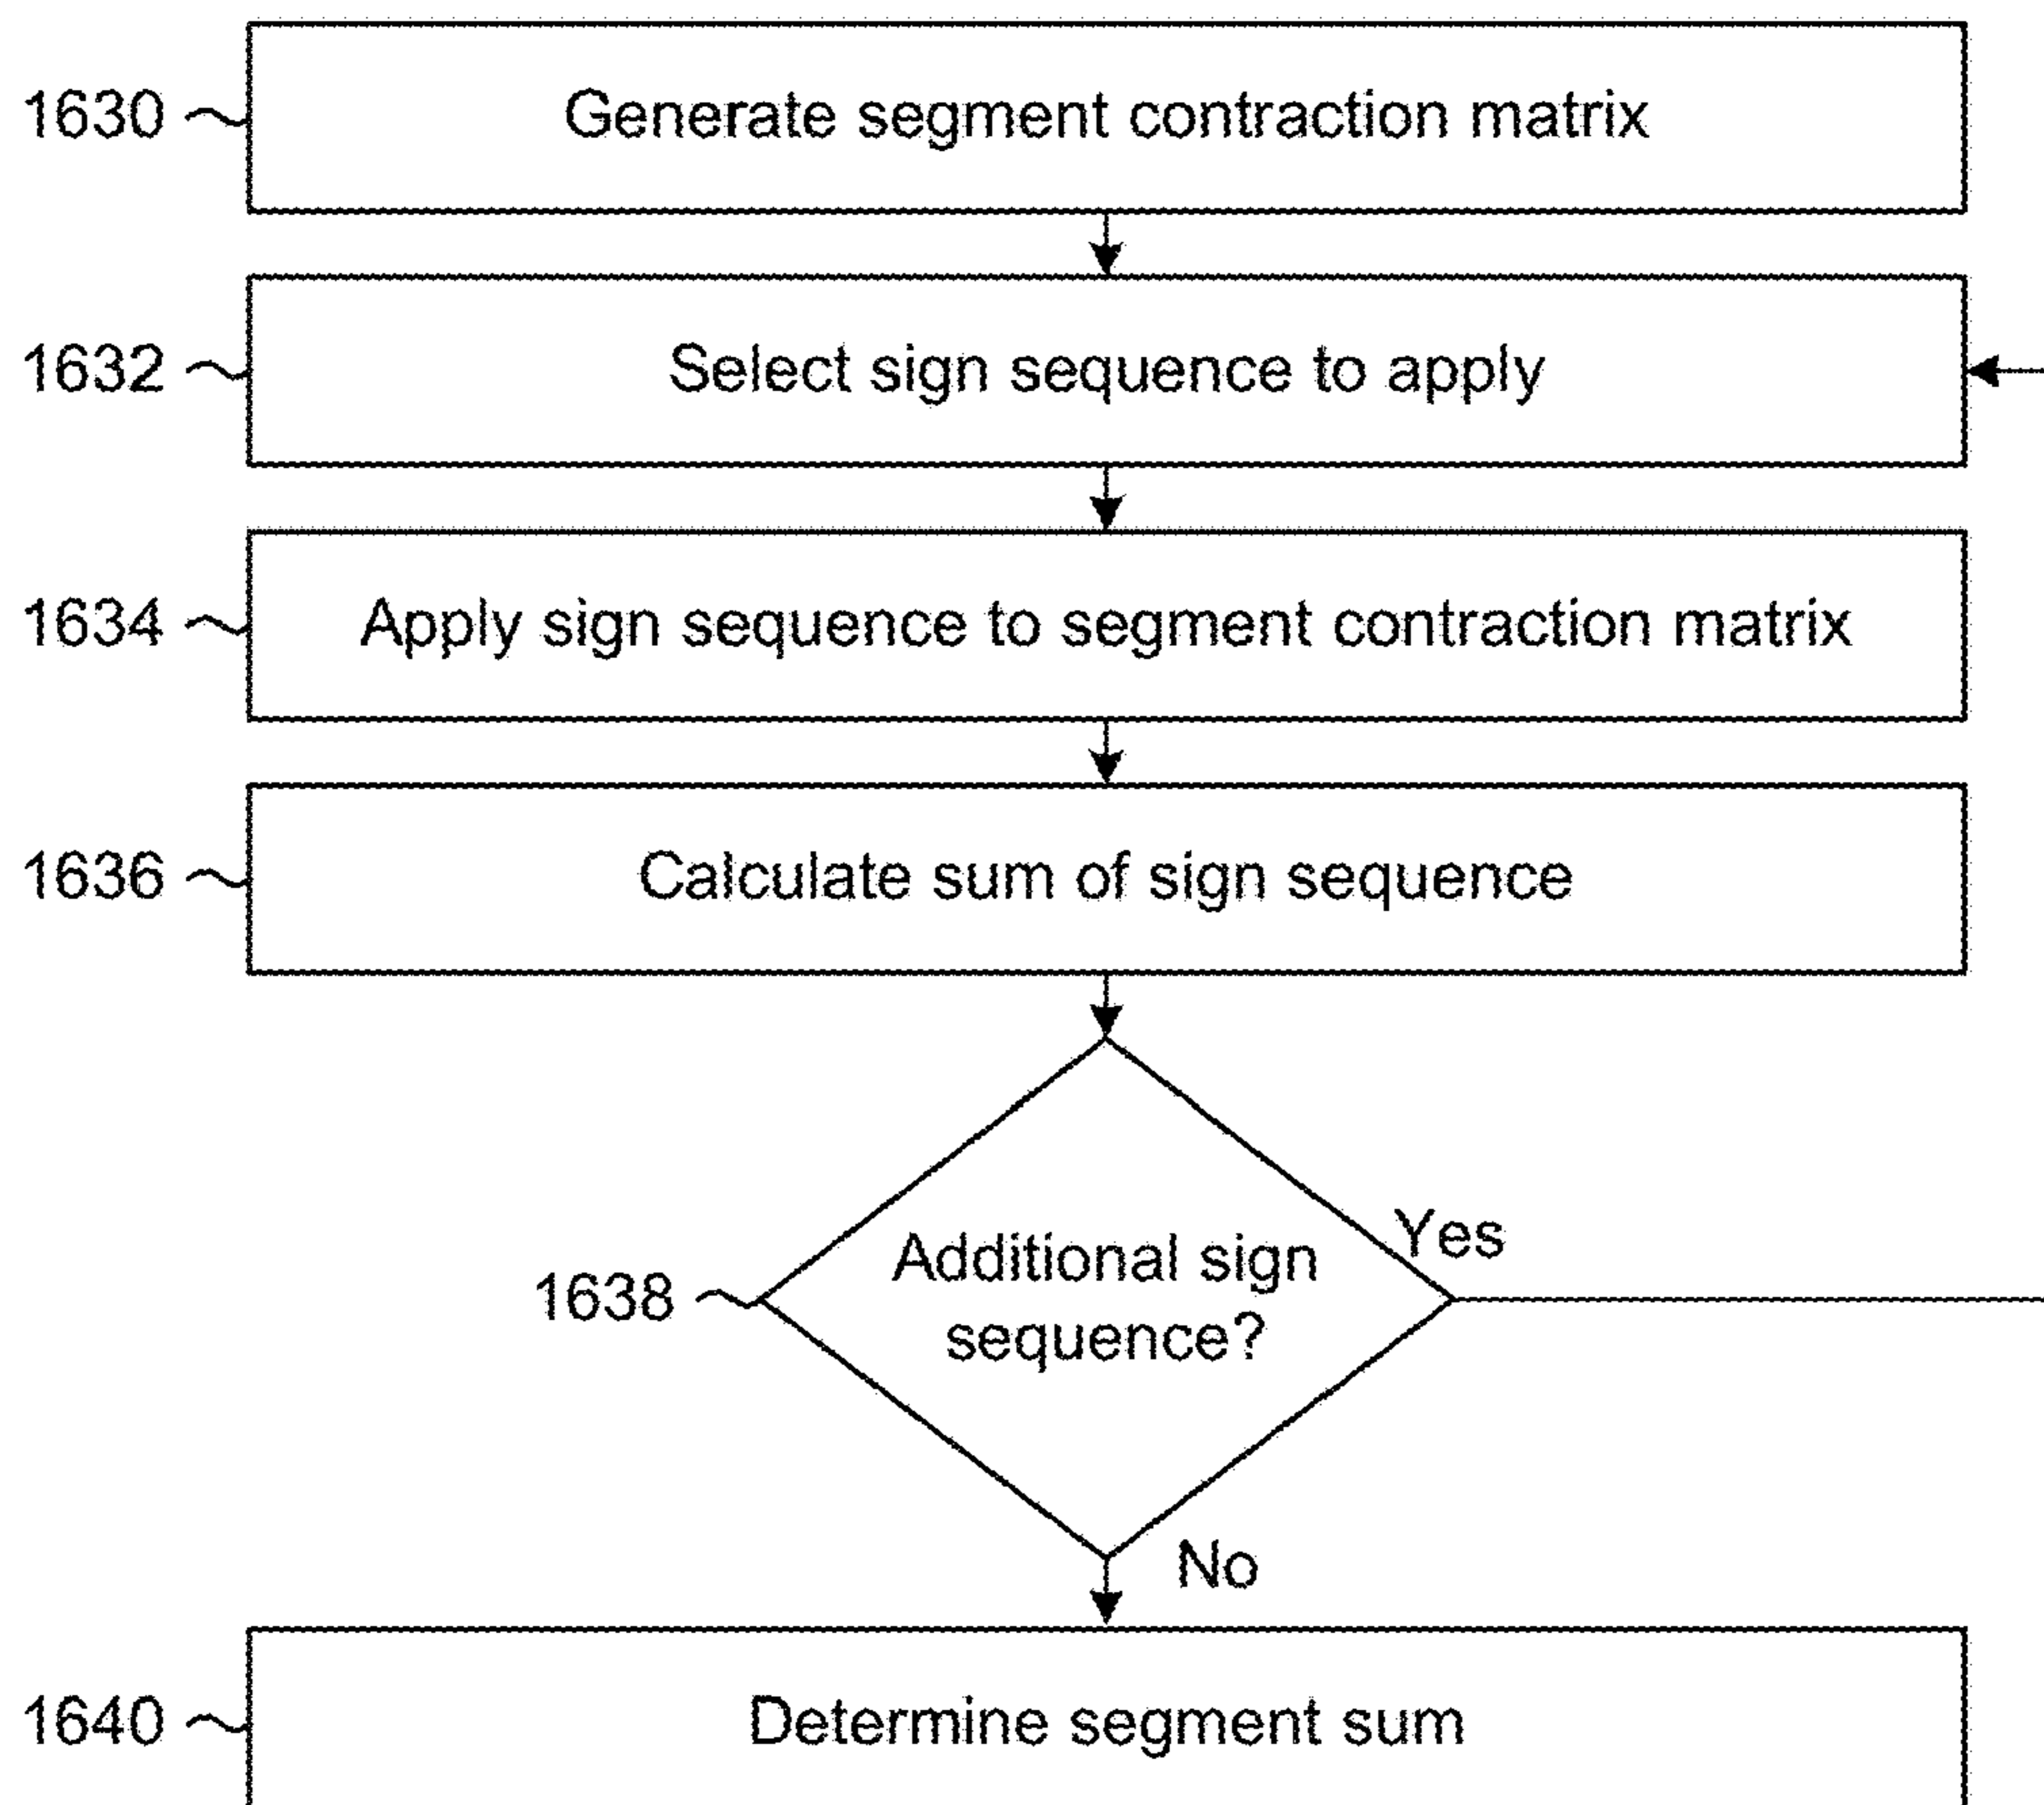 1630
Generate segment contraction matrix
1632
Select sign sequence to apply
1634
Apply sign sequence to segment contraction matrix
1636
Calculate sum of sign sequence
1638
Additional sign
sequence?
Yes
No
1640
Determine segment sum